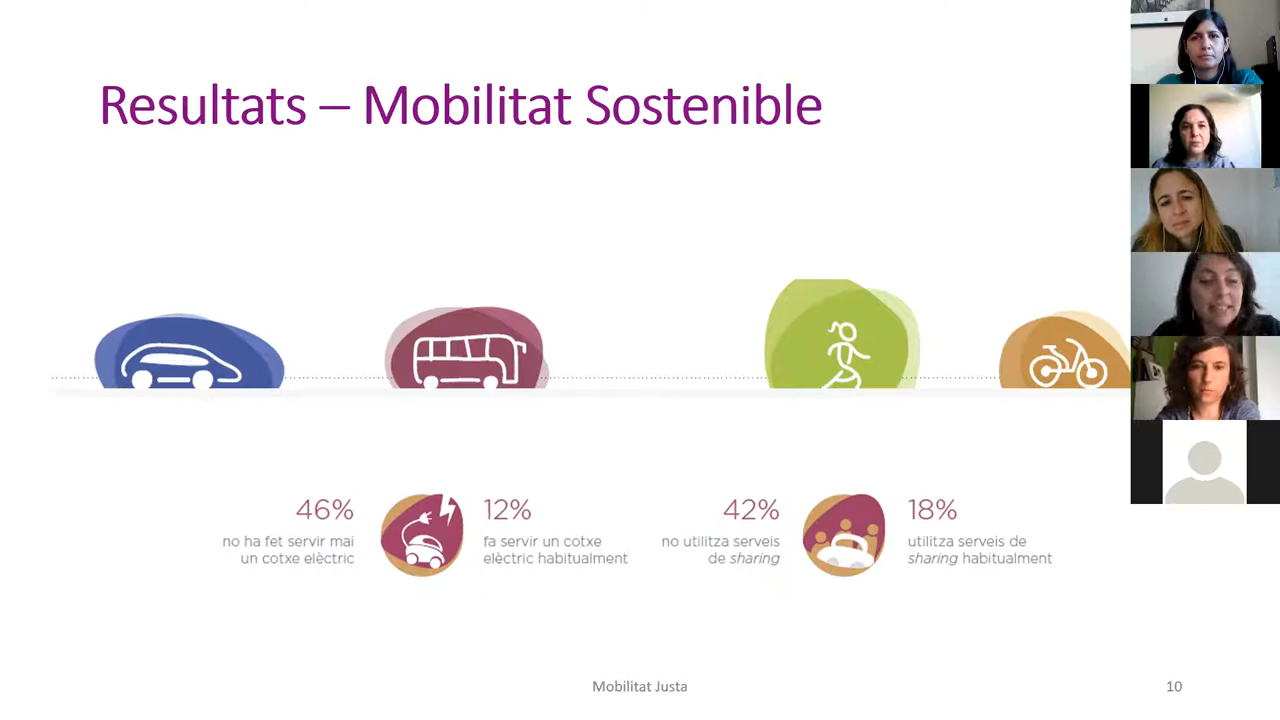 Resultats – Mobilitat Sostenible
46%
no ha fet servir mai
un cotxe elèctric
12%
fa servir un cotxe
elèctric habitualment
42%
no utilitza serveis
de sharing
18%
utilitza serveis de
sharing habitualment
Mobilitat Justa
10